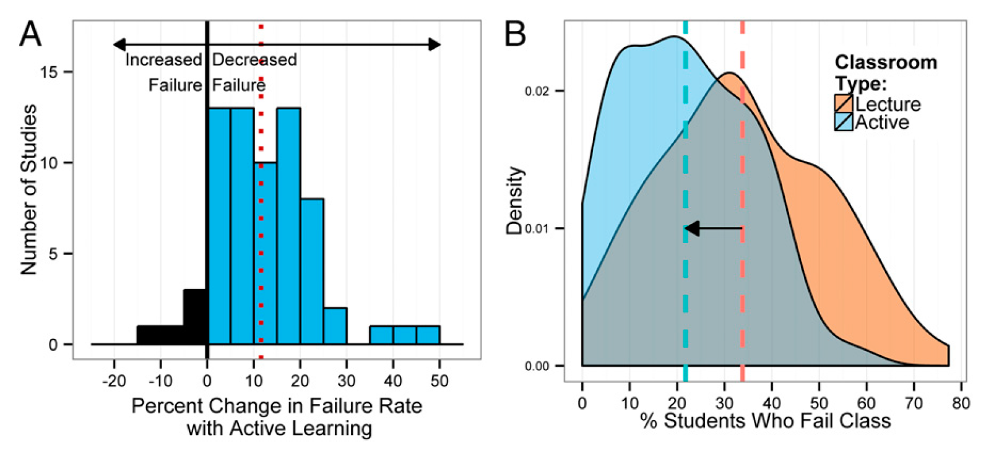 A
Increased Decreased
Failure Failure
15
10
5
0
Number of Studies
-20 -10 0 10 20 30 40 50
Percent Change in Failure Rate
with Active Learning
B
Classroom
Type:
Lecture
Active
0.02
0.01
0.00
Density
0 10 20 30 40 50 60 70 80
% Students Who Fail Class